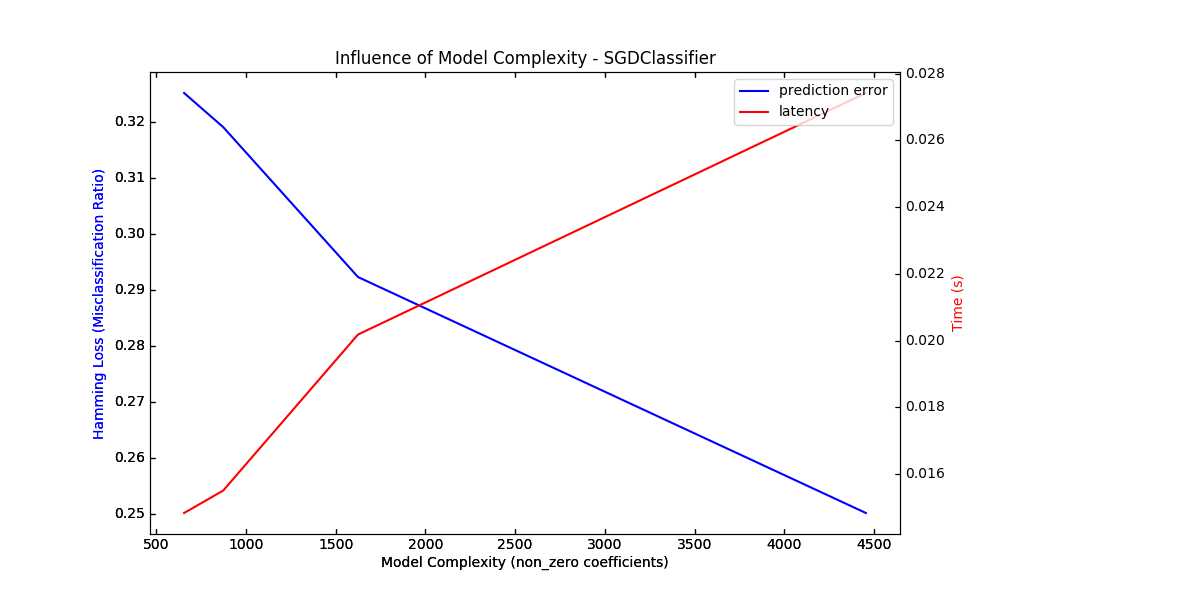 Influence of Model Complexity - SGDClassifier
prediction error
latency
0.32
0.31
0.30
0.29
0.28
0.27
0.26
0.25
Hamming Loss (Misclassification Ratio)
0.028
0.026
0.024
0.022
0.020
0.018
0.016
Time (s)
500 1000 1500 2000 2500 3000 3500 4000 4500
Model Complexity (non_zero coefficients)